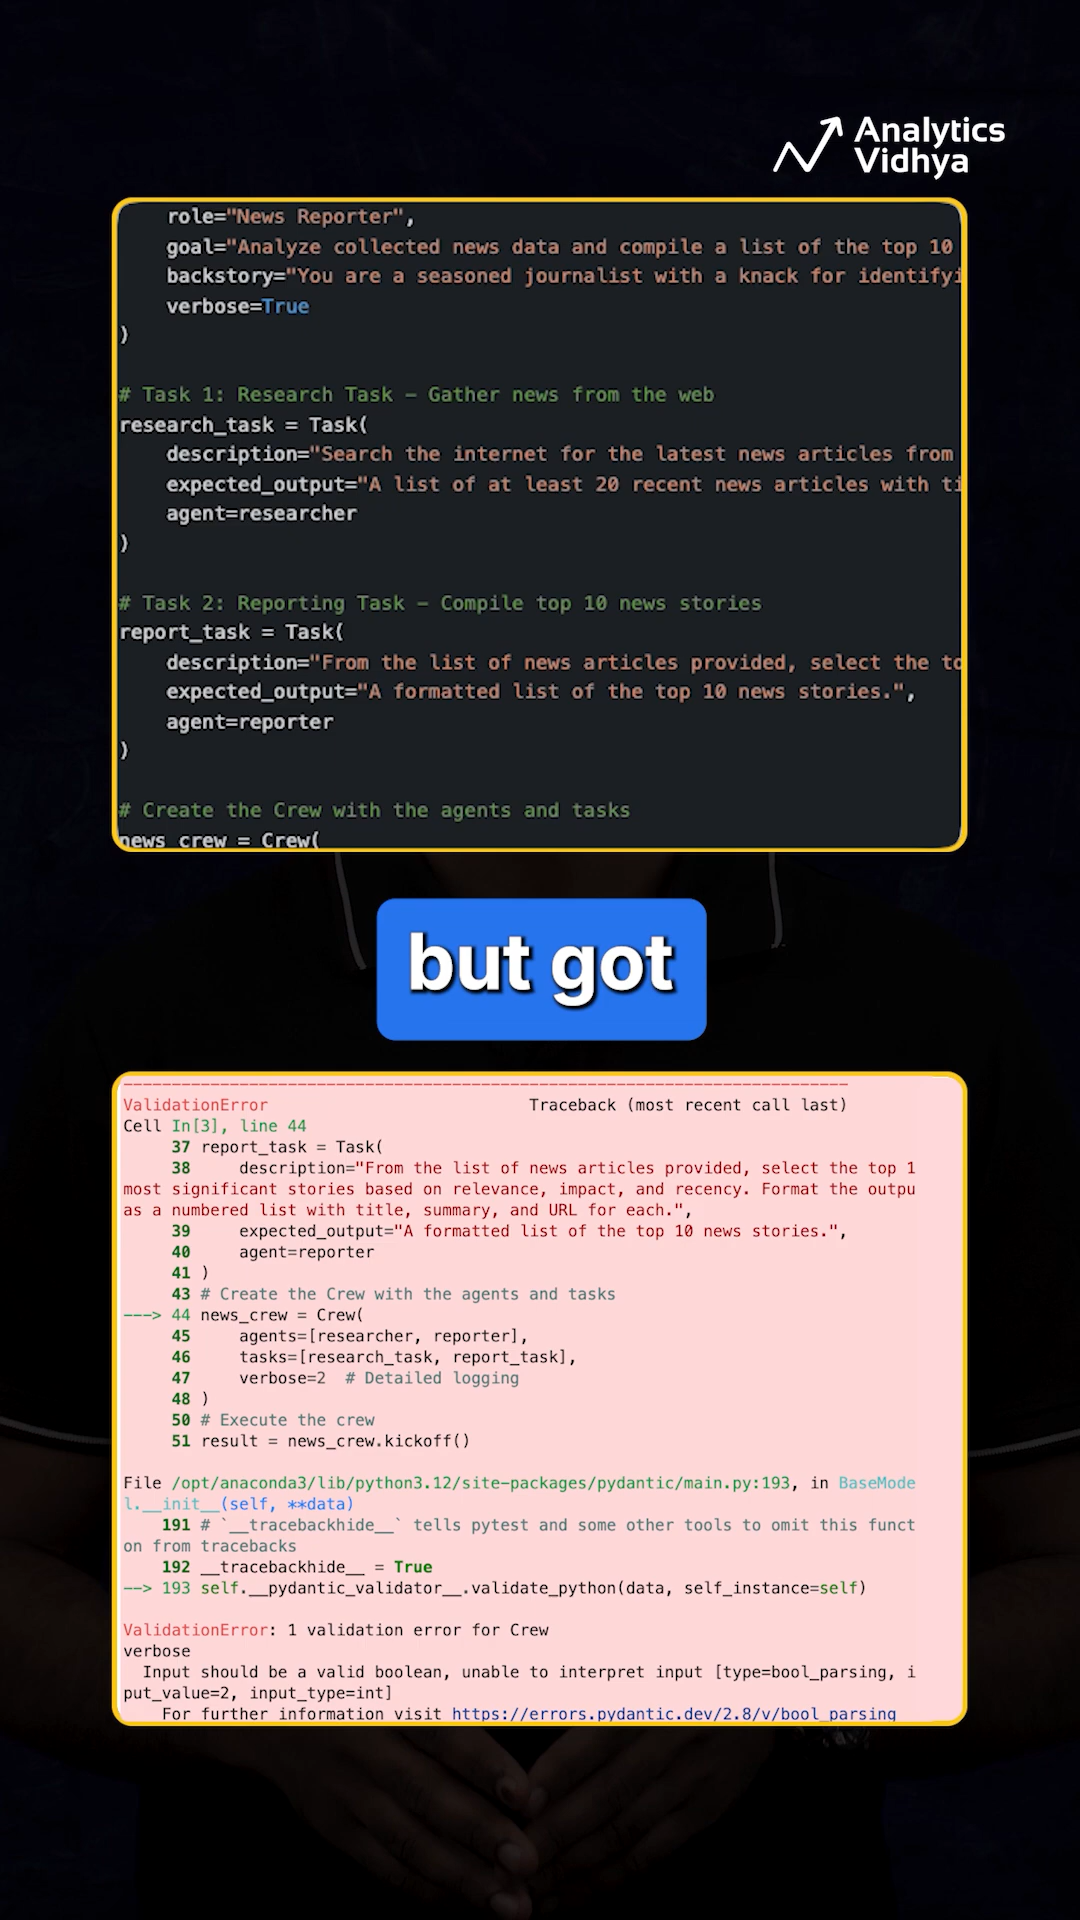 Analytics
Vidhya
role="News Reporter",
goal="Analyze collected news data and compile a list of the top 10
backstory="You are a seasoned journalist with a knack for identifyi
verbose=True
)
# Task 1: Research Task – Gather news from the web
research_task = Task(
description="Search the internet for the latest news articles from
expected_output="A list of at least 20 recent news articles with ti
agent=researcher
)
# Task 2: Reporting Task – Compile top 10 news stories
report_task = Task(
description="From the list of news articles provided, select the to
expected_output="A formatted list of the top 10 news stories.",
agent=reporter
)
# Create the Crew with the agents and tasks
news_crew = Crew(
but got
---------------------------------------------------------------------------
ValidationError Traceback (most recent call last)
Cell In[3], line 44
37 report_task = Task(
38 description="From the list of news articles provided, select the top 1
most significant stories based on relevance, impact, and recency. Format the outpu
as a numbered list with title, summary, and URL for each.",
39 expected_output="A formatted list of the top 10 news stories.",
40 agent=reporter
41 )
43 # Create the Crew with the agents and tasks
---> 44 news_crew = Crew(
45 agents=[researcher, reporter],
46 tasks=[research_task, report_task],
47 verbose=2 # Detailed logging
48 )
50 # Execute the crew
51 result = news_crew.kickoff()
File /opt/anaconda3/lib/python3.12/site-packages/pydantic/main.py:193, in BaseMode
l.__init__(self, **data)
191 # `__tracebackhide__` tells pytest and some other tools to omit this funct
on from tracebacks
192 __tracebackhide__ = True
--> 193 self.__pydantic_validator__.validate_python(data, self_instance=self)
ValidationError: 1 validation error for Crew
verbose
Input should be a valid boolean, unable to interpret input [type=bool_parsing, i
put_value=2, input_type=int]
For further information visit https://errors.pydantic.dev/2.8/v/bool_parsing